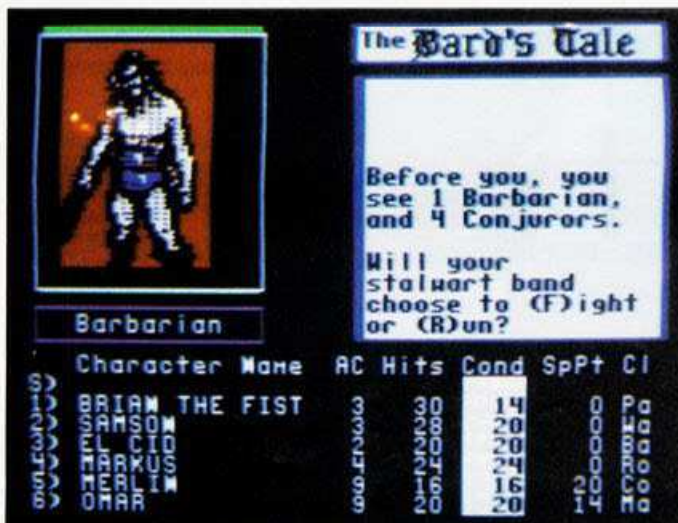 The Bard's Tale
Before you, you
see 1 Barbarian,
and 4 Conjurors.
Will your
stalwart band
choose to (F)ight
or (R)un?
Barbarian
Character Name AC Hits Cond SpPt Cl
S>
1> BRIAN THE FIST 3 30 14 0 Pa
2> SAMSON 3 28 20 0 Wa
3> EL CID 2 20 20 0 Ba
4> MARKUS 4 24 24 0 Ro
5> MERLIN 9 16 16 20 Co
6> OMAR 9 20 20 14 Ma